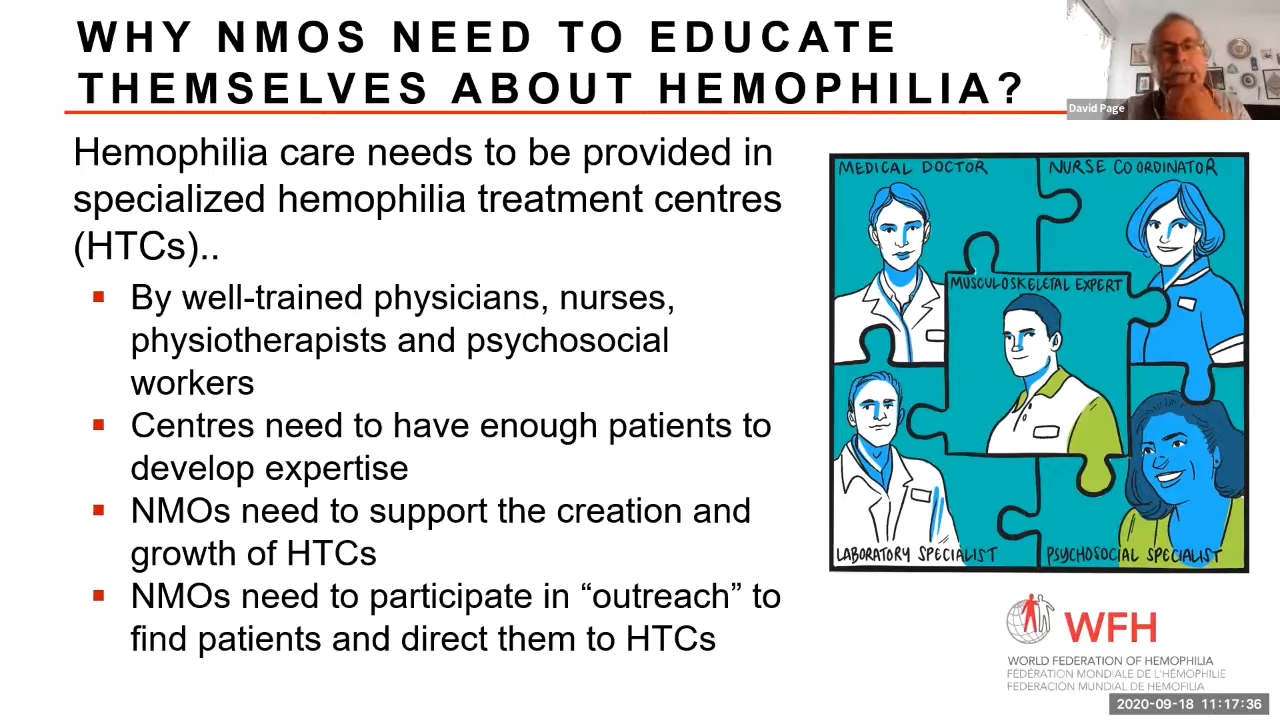 WHY NMOS NEED TO EDUCATE
THEMSELVES ABOUT HEMOPHILIA?
David Page
Hemophilia care needs to be provided in
specialized hemophilia treatment centres
(HTCs)..
▪ By well-trained physicians, nurses,
physiotherapists and psychosocial
workers
▪ Centres need to have enough patients to
develop expertise
▪ NMOs need to support the creation and
growth of HTCs
▪ NMOs need to participate in “outreach” to
find patients and direct them to HTCs
MEDICAL DOCTOR
NURSE COORDINATOR
MUSCULOSKELETAL EXPERT
LABORATORY SPECIALIST
PSYCHOSOCIAL SPECIALIST
WFH
WORLD FEDERATION OF HEMOPHILIA
FÉDÉRATION MONDIALE DE L'HÉMOPHILIE
FEDERACIÓN MUNDIAL DE HEMOFILIA
2020-09-18 11:17:36